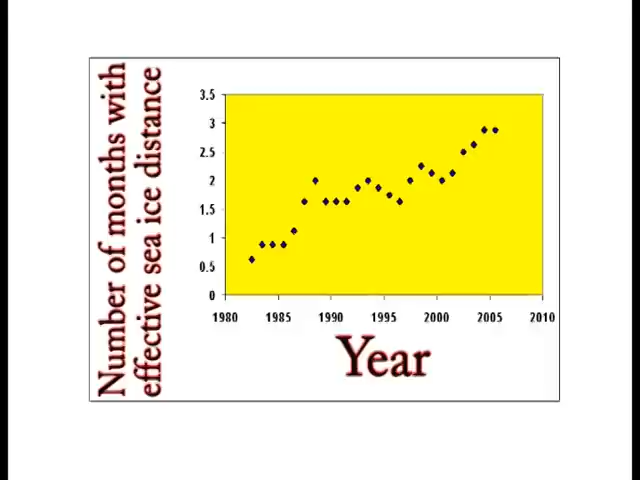 Number of months with
effective sea ice distance
3.5
3
2.5
2
1.5
1
0.5
0
1980 1985 1990 1995 2000 2005 2010
Year